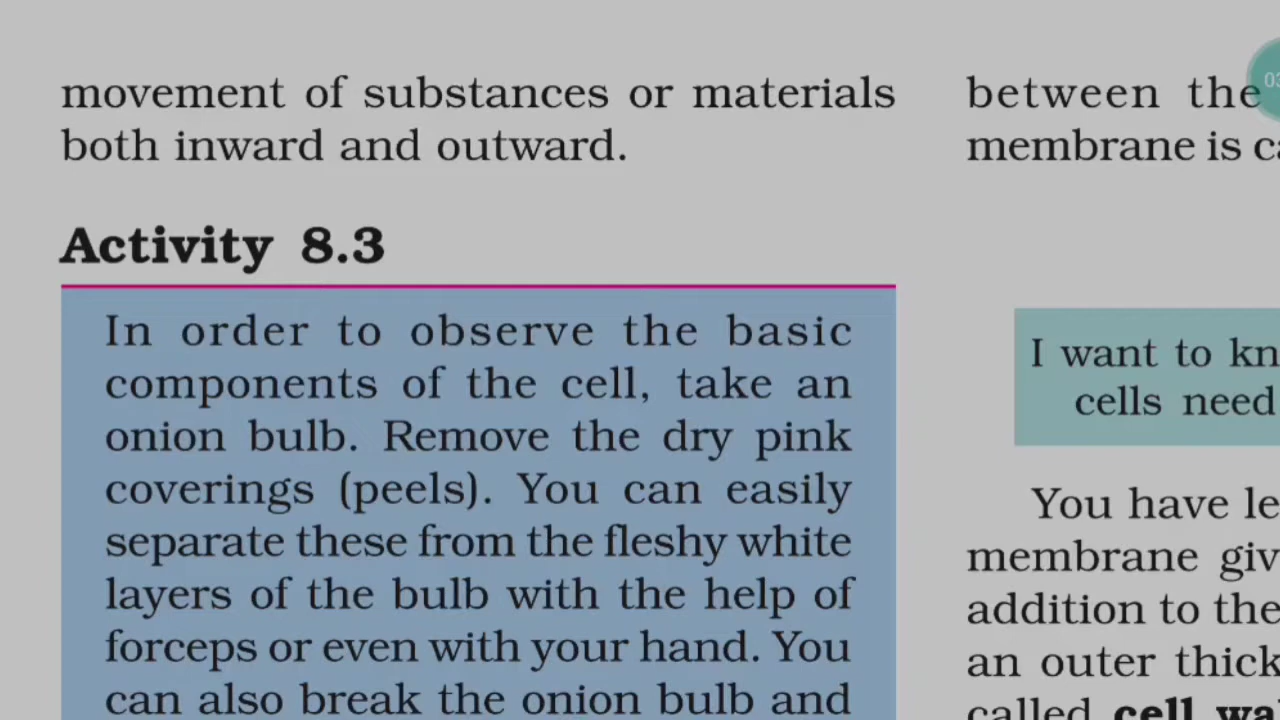 movement of substances or materials
both inward and outward.
Activity 8.3
In order to observe the basic
components of the cell, take an
onion bulb. Remove the dry pink
coverings (peels). You can easily
separate these from the fleshy white
layers of the bulb with the help of
forceps or even with your hand. You
can also break the onion bulb and
between the
membrane is
I want to
cells need
You have
membrane
addition to the
an outer thick
called cell